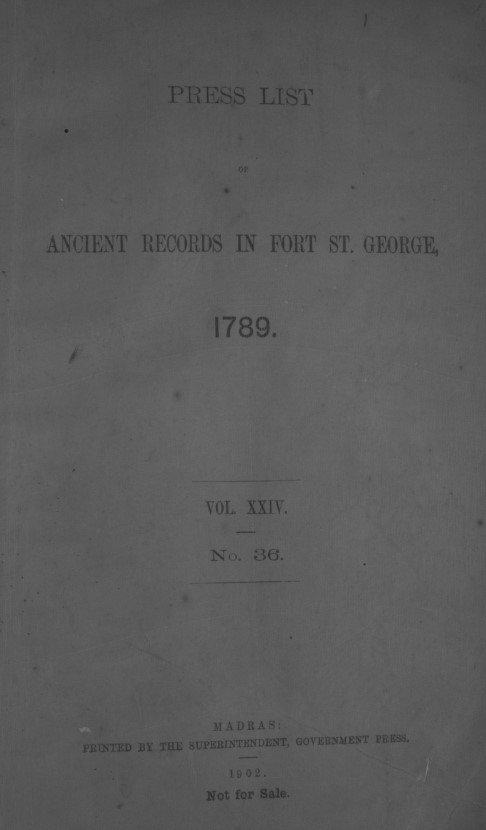 PRESS LIST
OF
ANCIENT RECORDS IN FORT ST. GEORGE,
1789.
VOL. XXIV.
No. 36.
MADRAS:
PRINTED BY THE SUPERINTENDENT, GOVERNMENT PRESS.
1902.
Not for Sale.